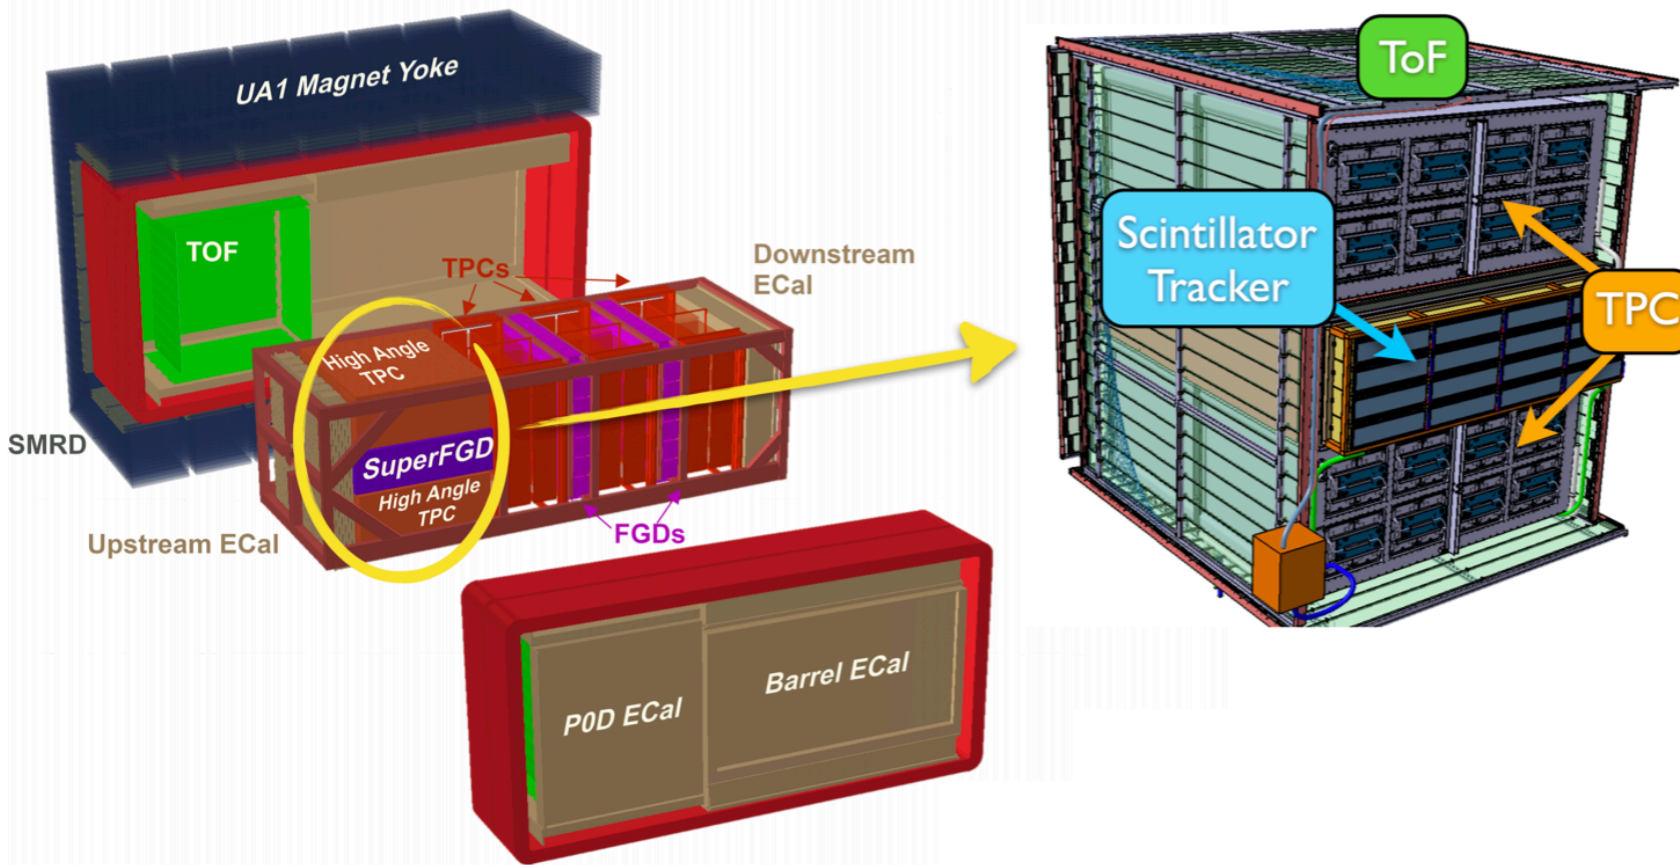 UA1 Magnet Yoke
ToF
TOF
Scintillator
Tracker
TPCs
Downstream
ECal
TPC
High Angle
TPC
SMRD
SuperFGD
High Angle
TPC
Upstream ECal
FGDs
P0D ECal
Barrel ECal